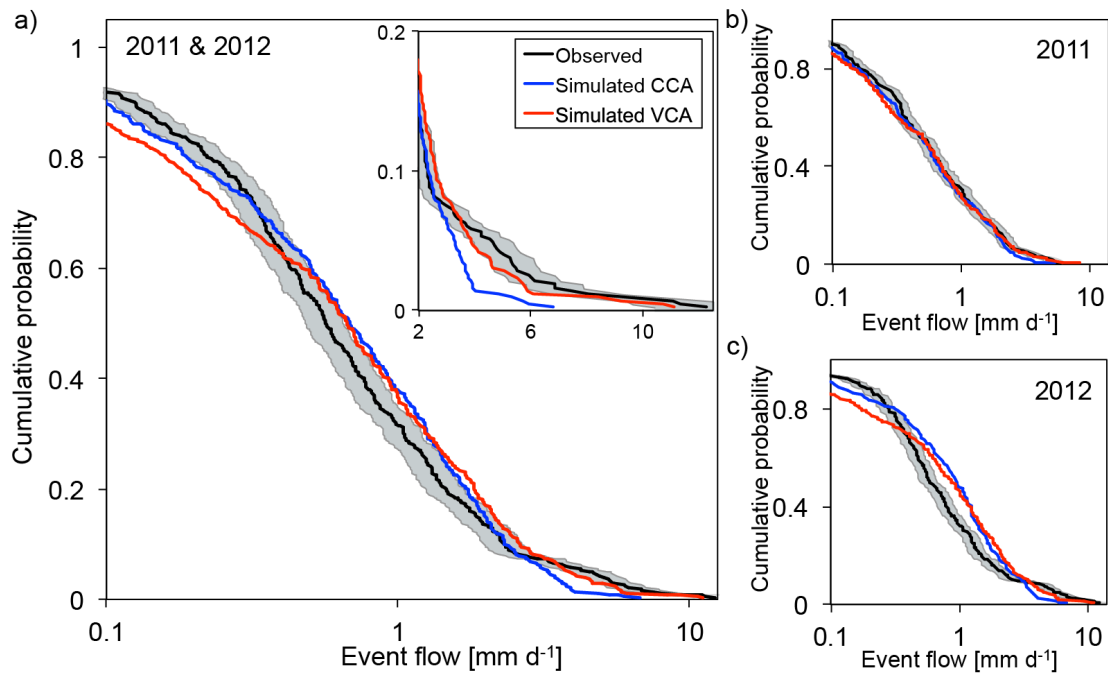 a)
2011 & 2012
Cumulative probability
1
0.8
0.6
0.4
0.2
0
0.1
1
10
Event flow [mm d⁻¹]
0.2
0.1
0
2
6
10
Observed
Simulated CCA
Simulated VCA
b)
2011
Cumulative probability
0.8
0.4
0
0.1
1
10
Event flow [mm d⁻¹]
c)
2012
Cumulative probability
0.8
0.4
0
0.1
1
10
Event flow [mm d⁻¹]